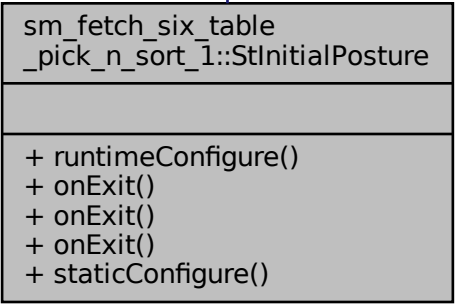 sm_fetch_six_table
_pick_n_sort_1::StInitialPosture
+ runtimeConfigure()
+ onExit()
+ onExit()
+ onExit()
+ staticConfigure()